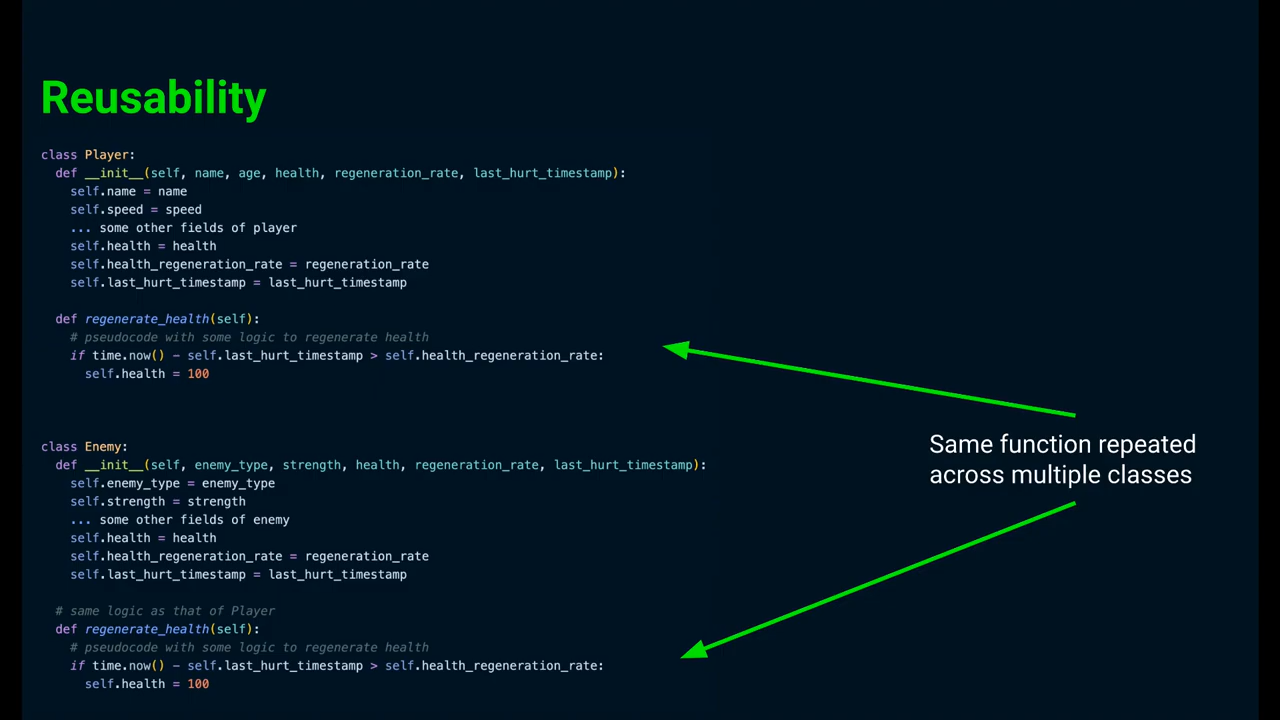 Reusability
class Player:
  def __init__(self, name, age, health, regeneration_rate, last_hurt_timestamp):
    self.name = name
    self.speed = speed
    ... some other fields of player
    self.health = health
    self.health_regeneration_rate = regeneration_rate
    self.last_hurt_timestamp = last_hurt_timestamp
  def regenerate_health(self):
    # pseudocode with some logic to regenerate health
    if time.now() - self.last_hurt_timestamp > self.health_regeneration_rate:
      self.health = 100
class Enemy:
  def __init__(self, enemy_type, strength, health, regeneration_rate, last_hurt_timestamp):
    self.enemy_type = enemy_type
    self.strength = strength
    ... some other fields of enemy
    self.health = health
    self.health_regeneration_rate = regeneration_rate
    self.last_hurt_timestamp = last_hurt_timestamp
  # same logic as that of Player
  def regenerate_health(self):
    # pseudocode with some logic to regenerate health
    if time.now() - self.last_hurt_timestamp > self.health_regeneration_rate:
      self.health = 100
Same function repeated
across multiple classes